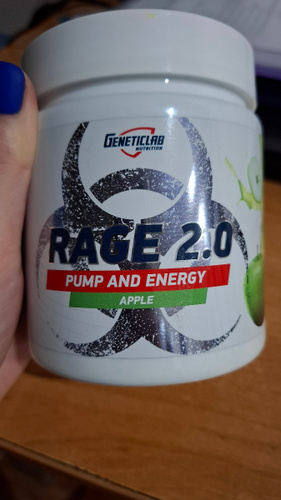 GENETICLAB
NUTRITION
RAGE 2.0
PUMP AND ENERGY
APPLE